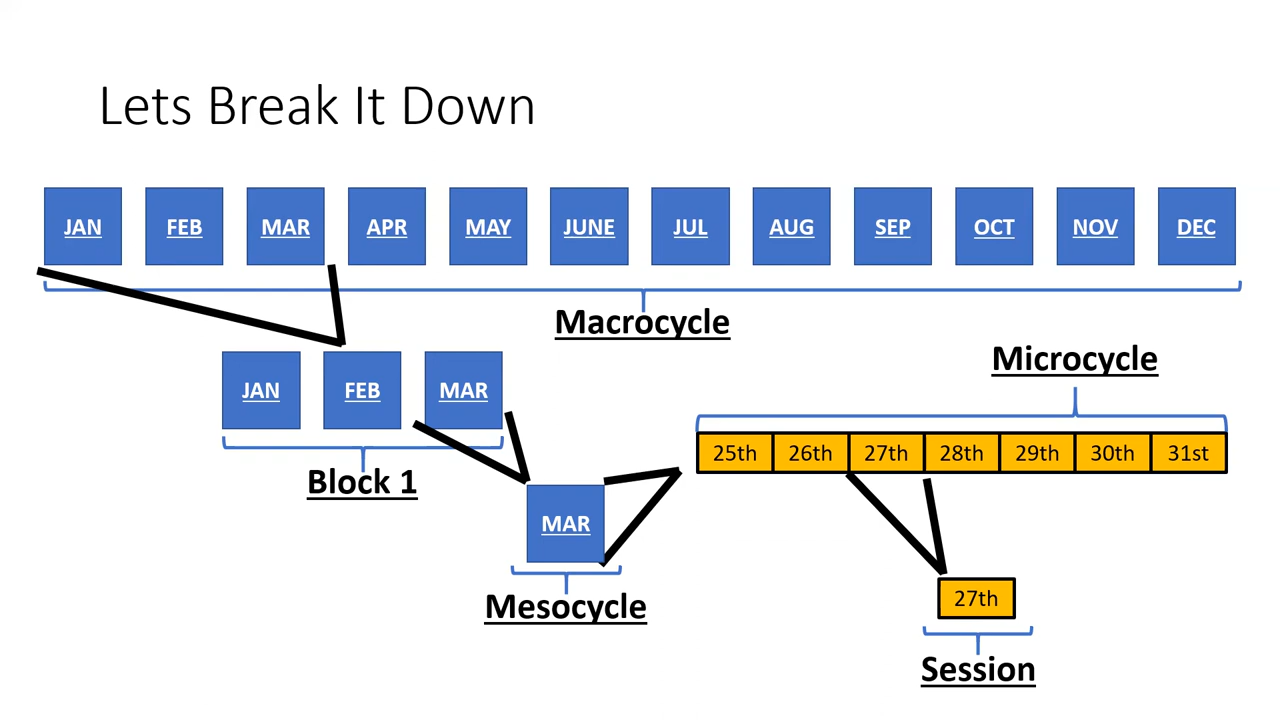 Lets Break It Down
JAN FEB MAR APR MAY JUNE JUL AUG SEP OCT NOV DEC
Macrocycle
JAN FEB MAR
Block 1
Microcycle
25th 26th 27th 28th 29th 30th 31st
MAR
Mesocycle
27th
Session